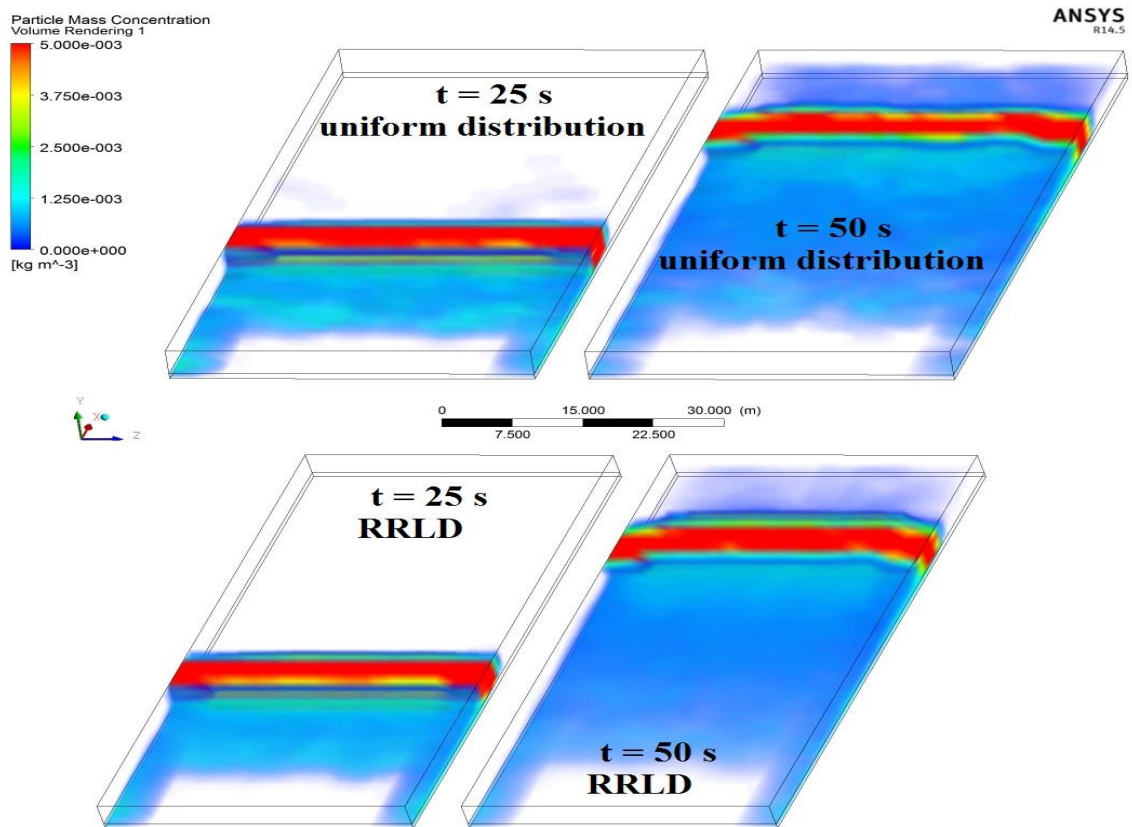 Particle Mass Concentration
Volume Rendering 1
5.000e-003
3.750e-003
2.500e-003
1.250e-003
0.000e+000
[kg m^-3]
ANSYS
R14.5
t = 25 s
uniform distribution
t = 50 s
uniform distribution
Y
X
Z
0 15.000 30.000 (m)
7.500 22.500
t = 25 s
RRLD
t = 50 s
RRLD